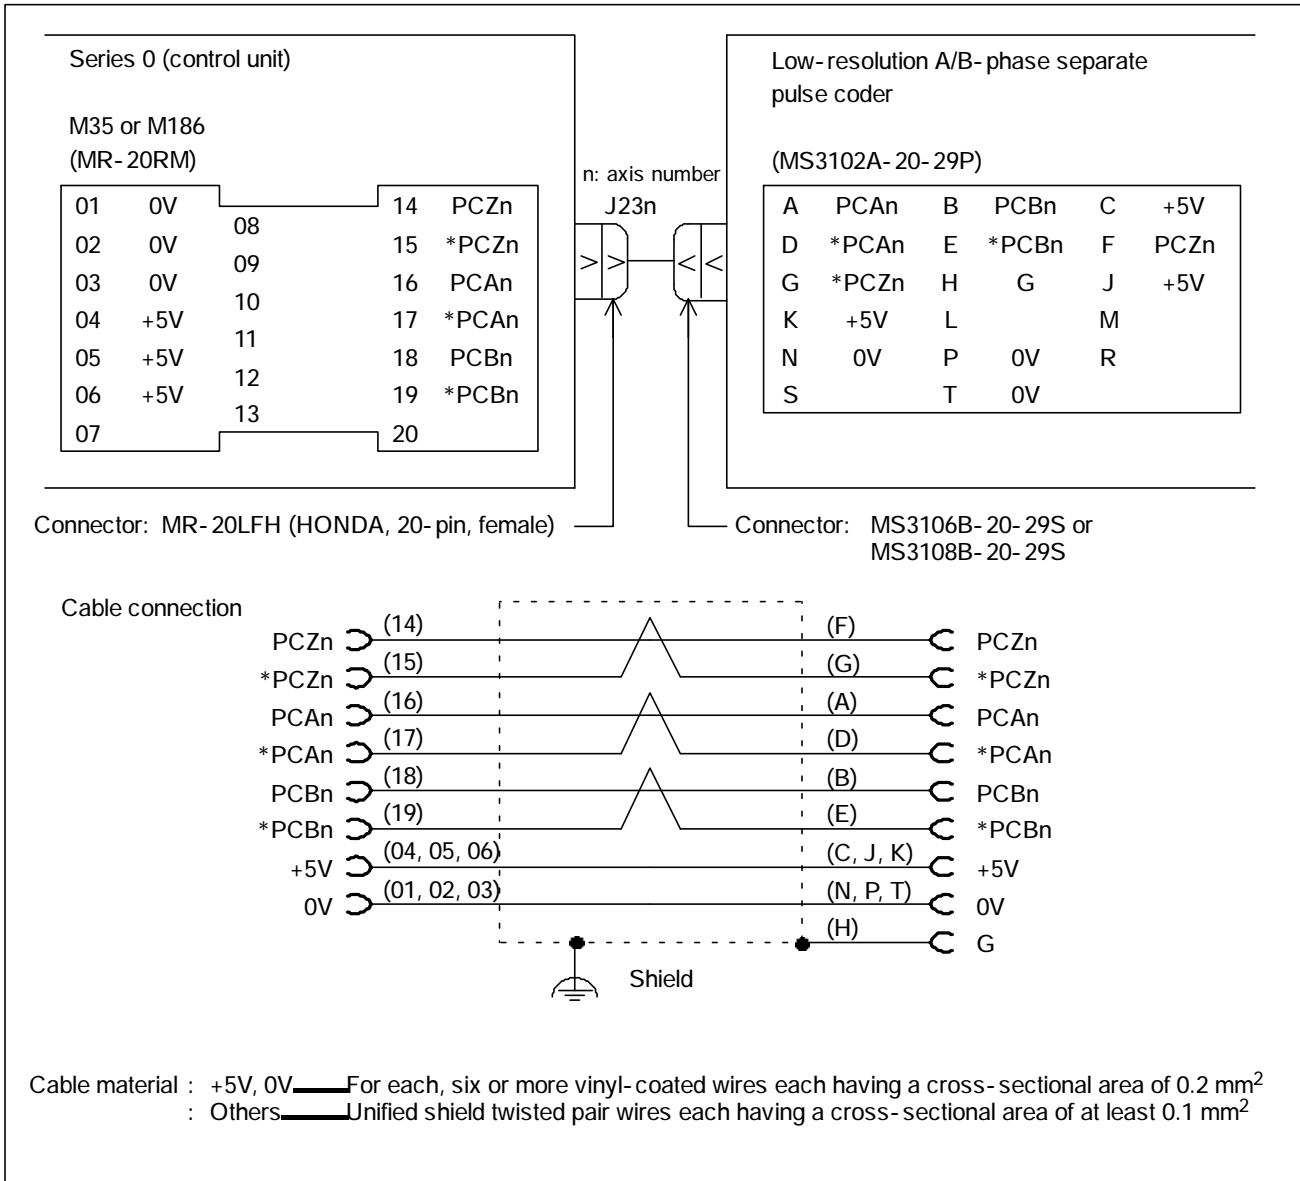 Series 0 (control unit)
M35 or M186
(MR-20RM)
01 0V 14 PCZn
08
02 0V 15 *PCZn
09
03 0V 16 PCAn
10
04 +5V 17 *PCAn
11
05 +5V 18 PCBn
12
06 +5V 19 *PCBn
13
07 20
n: axis number
J23n
Low-resolution A/B-phase separate
pulse coder
(MS3102A-20-29P)
A PCAn B PCBn C +5V
D *PCAn E *PCBn F PCZn
G *PCZn H G J +5V
K +5V L M
N 0V P 0V R
S T 0V
Connector: MR-20LFH (HONDA, 20-pin, female)
Connector: MS3106B-20-29S or
MS3108B-20-29S
Cable connection
PCZn (14) (F) PCZn
*PCZn (15) (G) *PCZn
PCAn (16) (A) PCAn
*PCAn (17) (D) *PCAn
PCBn (18) (B) PCBn
*PCBn (19) (E) *PCBn
+5V (04, 05, 06) (C, J, K) +5V
0V (01, 02, 03) (N, P, T) 0V
(H) G
Shield
Cable material : +5V, 0V For each, six or more vinyl-coated wires each having a cross-sectional area of 0.2 mm²
: Others Unified shield twisted pair wires each having a cross-sectional area of at least 0.1 mm²